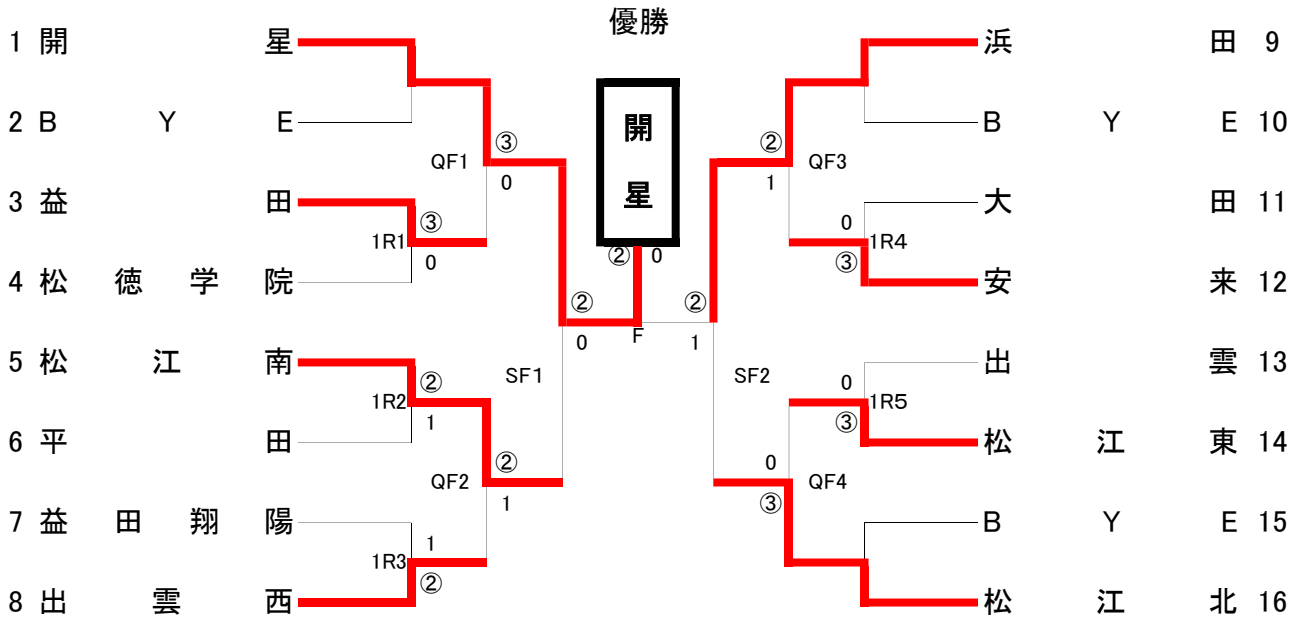 優勝
1 開 星
浜 田 9
2 B Y E
B Y E 10
開
星
③
QF1
0
②
QF3
1
3 益 田
大 田 11
③
1R1
0
0
1R4
③
② 0
4 松 徳 学 院
安 来 12
②
0
F
②
1
5 松 江 南
出 雲 13
SF1
SF2
②
1R2
1
0
1R5
③
6 平 田
松 江 東 14
②
QF2
1
0
QF4
③
7 益 田 翔 陽
B Y E 15
1
1R3
②
8 出 雲 西
松 江 北 16